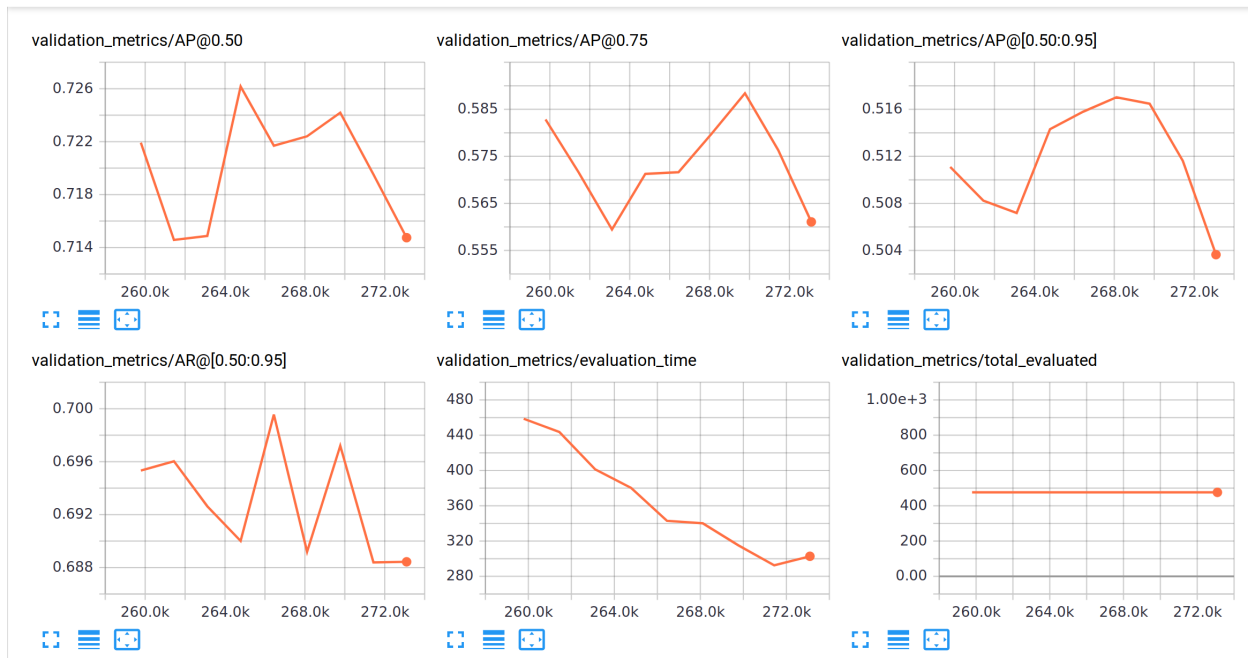 validation_metrics/AP@0.50
0.726
0.722
0.718
0.714
260.0k 264.0k 268.0k 272.0k
validation_metrics/AP@0.75
0.585
0.575
0.565
0.555
260.0k 264.0k 268.0k 272.0k
validation_metrics/AP@[0.50:0.95]
0.516
0.512
0.508
0.504
260.0k 264.0k 268.0k 272.0k
validation_metrics/AR@[0.50:0.95]
0.700
0.696
0.692
0.688
260.0k 264.0k 268.0k 272.0k
validation_metrics/evaluation_time
480
440
400
360
320
280
260.0k 264.0k 268.0k 272.0k
validation_metrics/total_evaluated
1.00e+3
800
600
400
200
0.00
260.0k 264.0k 268.0k 272.0k